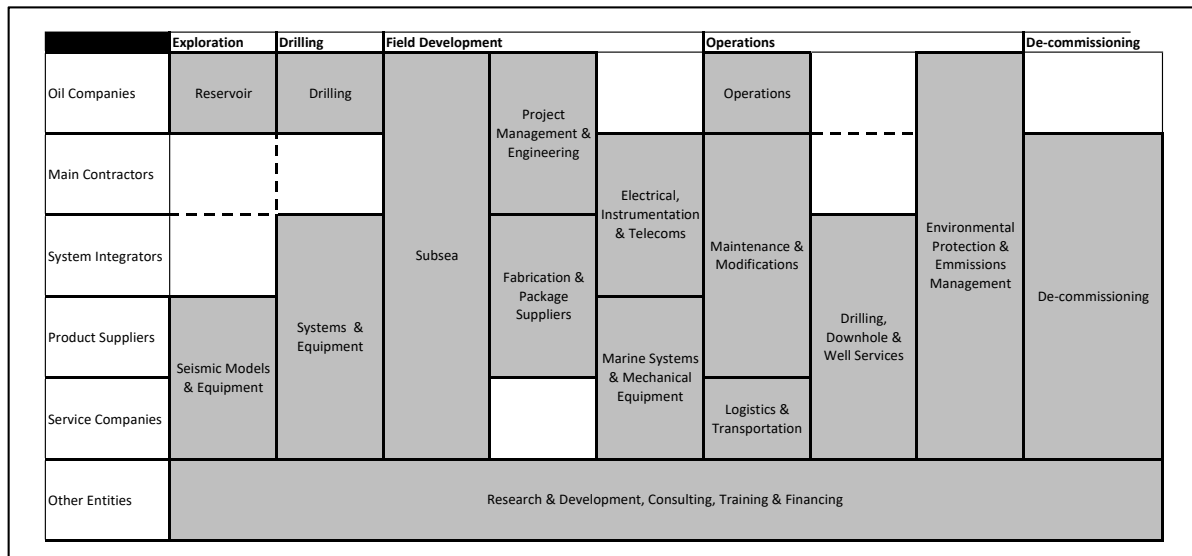 Exploration
Drilling
Field Development
Operations
De-commissioning
Oil Companies
Reservoir
Drilling
Project
Management &
Engineering
Operations
Main Contractors
Electrical,
Instrumentation
& Telecoms
System Integrators
Subsea
Fabrication &
Package
Suppliers
Maintenance &
Modifications
Environmental
Protection &
Emmissions
Management
De-commissioning
Product Suppliers
Seismic Models
& Equipment
Systems & 
Equipment
Marine Systems
& Mechanical
Equipment
Drilling,
Downhole &
Well Services
Service Companies
Logistics &
Transportation
Other Entities
Research & Development, Consulting, Training & Financing